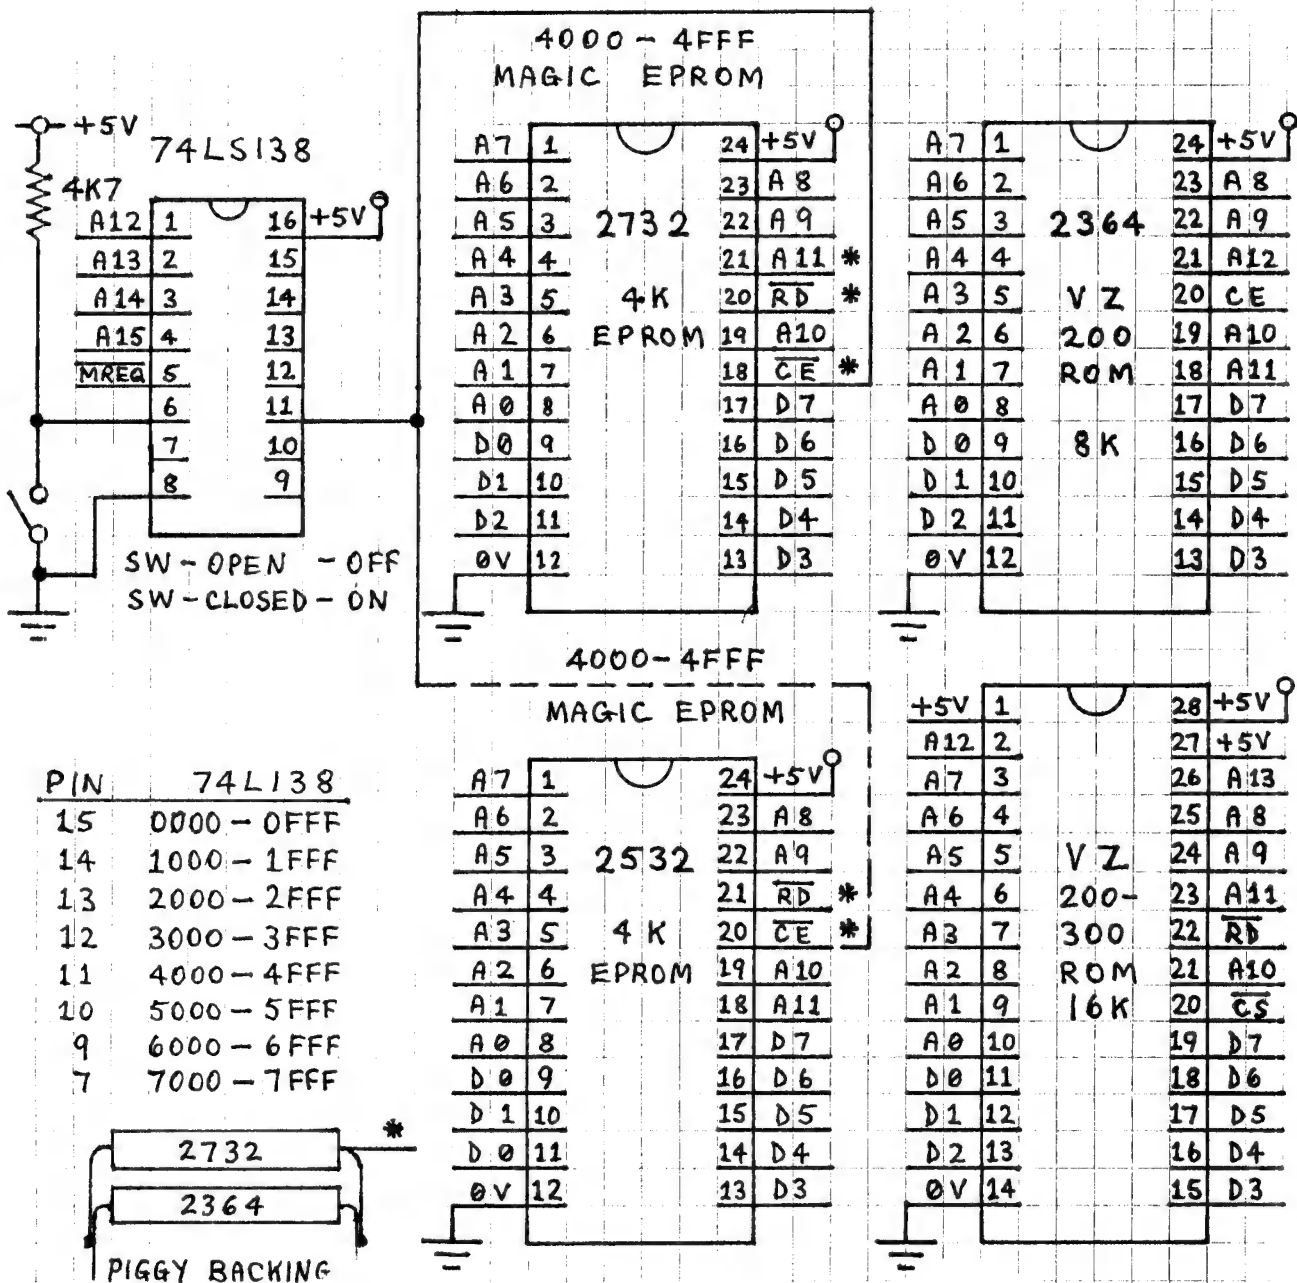 4000 - 4FFF
MAGIC EPROM
+5V
74LS138
4K7
A12 1 16 +5V
A13 2 15
A14 3 14
A15 4 13
MREQ 5 12
6 11
7 10
8 9
SW - OPEN - OFF
SW - CLOSED - ON
A7 1 24 +5V
A6 2 23 A8
A5 3 2732 22 A9
A4 4 21 A11 *
A3 5 4K 20 RD *
A2 6 EPROM 19 A10
A1 7 18 CE *
A0 8 17 D7
D0 9 16 D6
D1 10 15 D5
D2 11 14 D4
0V 12 13 D3
A7 1 24 +5V
A6 2 23 A8
A5 3 2364 22 A9
A4 4 21 A12
A3 5 VZ 20 CE
A2 6 200 19 A10
A1 7 ROM 18 A11
A0 8 17 D7
D0 9 8K 16 D6
D1 10 15 D5
D2 11 14 D4
0V 12 13 D3
4000-4FFF
MAGIC EPROM
PIN 74L138
15 0000 - 0FFF
14 1000 - 1FFF
13 2000 - 2FFF
12 3000 - 3FFF
11 4000 - 4FFF
10 5000 - 5FFF
9 6000 - 6FFF
7 7000 - 7FFF
2732 *
2364
PIGGY BACKING
A7 1 24 +5V
A6 2 23 A8
A5 3 2532 22 A9
A4 4 21 RD *
A3 5 4K 20 CE *
A2 6 EPROM 19 A10
A1 7 18 A11
A0 8 17 D7
D0 9 16 D6
D1 10 15 D5
D0 11 14 D4
0V 12 13 D3
+5V 1 28 +5V
A12 2 27 +5V
A7 3 26 A13
A6 4 25 A8
A5 5 VZ 24 A9
A4 6 200- 23 A11
A3 7 300 22 RD
A2 8 ROM 21 A10
A1 9 16K 20 CS
A0 10 19 D7
D0 11 18 D6
D1 12 17 D5
D2 13 16 D4
0V 14 15 D3